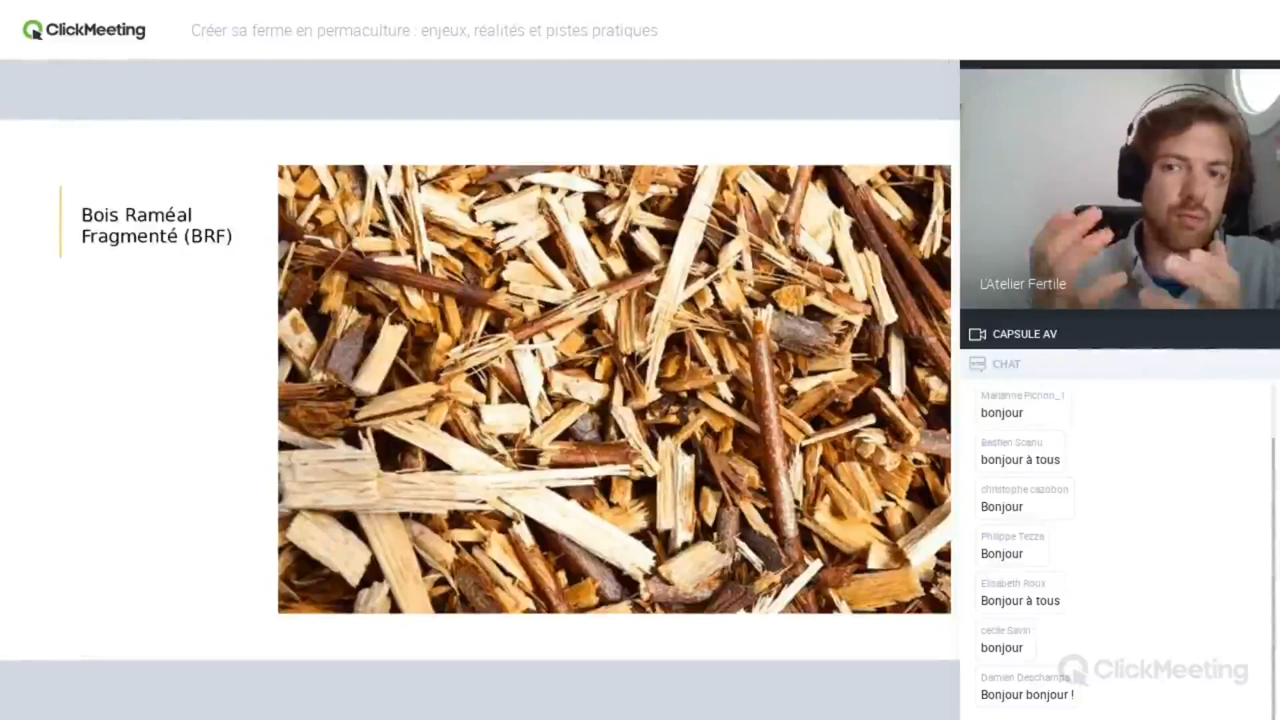 ClickMeeting
Créer sa ferme en permaculture : enjeux, réalités et pistes pratiques
Bois Raméal
Fragmenté (BRF)
L'Atelier Fertile
CAPSULE AV
CHAT
Marianne Pichon_1
bonjour
Bastien Scanu
bonjour à tous
christophe cazobon
Bonjour
Philippe Tezza
Bonjour
Elisabeth Roux
Bonjour à tous
cecile Savin
bonjour
Damien Deschamps
Bonjour bonjour !
ClickMeeting